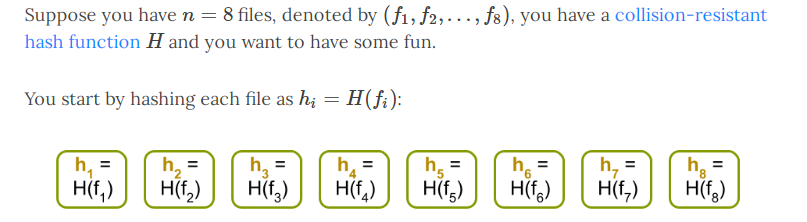 Suppose you have n = 8 files, denoted by (f₁, f₂, . . . , f₈), you have a collision-resistant
hash function H and you want to have some fun.
You start by hashing each file as hᵢ = H(fᵢ):
h₁ = h₂ = h₃ = h₄ = h₅ = h₆ = h₇ = h₈ =
H(f₁) H(f₂) H(f₃) H(f₄) H(f₅) H(f₆) H(f₇) H(f₈)